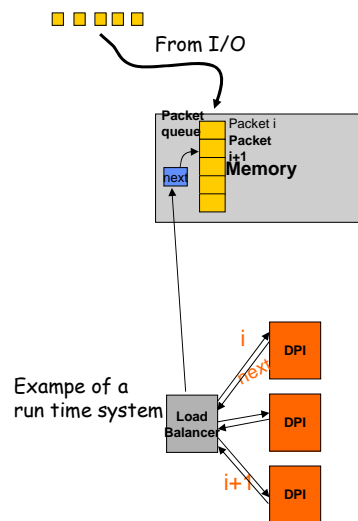 From I/O
Packet
queue
Packet i
Packet
i+1
Memory
next
i
DPI
next
Exampe of a
run time system
Load
Balancer
DPI
i+1
DPI